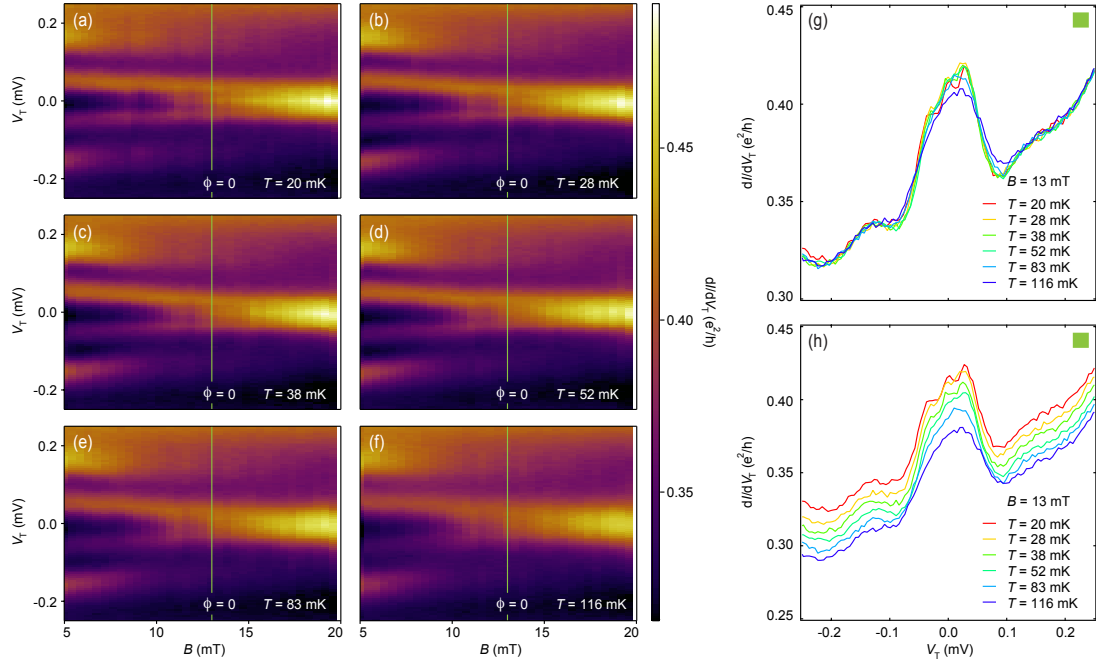 (a)
(b)
0.2
V_T (mV)
0.0
-0.2
ϕ = 0
T = 20 mK
ϕ = 0
T = 28 mK
(c)
(d)
0.2
V_T (mV)
0.0
-0.2
ϕ = 0
T = 38 mK
ϕ = 0
T = 52 mK
(e)
(f)
0.2
V_T (mV)
0.0
-0.2
ϕ = 0
T = 83 mK
ϕ = 0
T = 116 mK
5
10
15
20
B (mT)
5
10
15
20
B (mT)
0.45
0.40
0.35
dI/dV_T (e²/h)
(g)
0.40
0.35
0.30
dI/dV_T (e²/h)
B = 13 mT
T = 20 mK
T = 28 mK
T = 38 mK
T = 52 mK
T = 83 mK
T = 116 mK
(h)
0.45
0.40
0.35
0.30
0.25
dI/dV_T (e²/h)
B = 13 mT
T = 20 mK
T = 28 mK
T = 38 mK
T = 52 mK
T = 83 mK
T = 116 mK
-0.2
-0.1
0.0
0.1
0.2
V_T (mV)